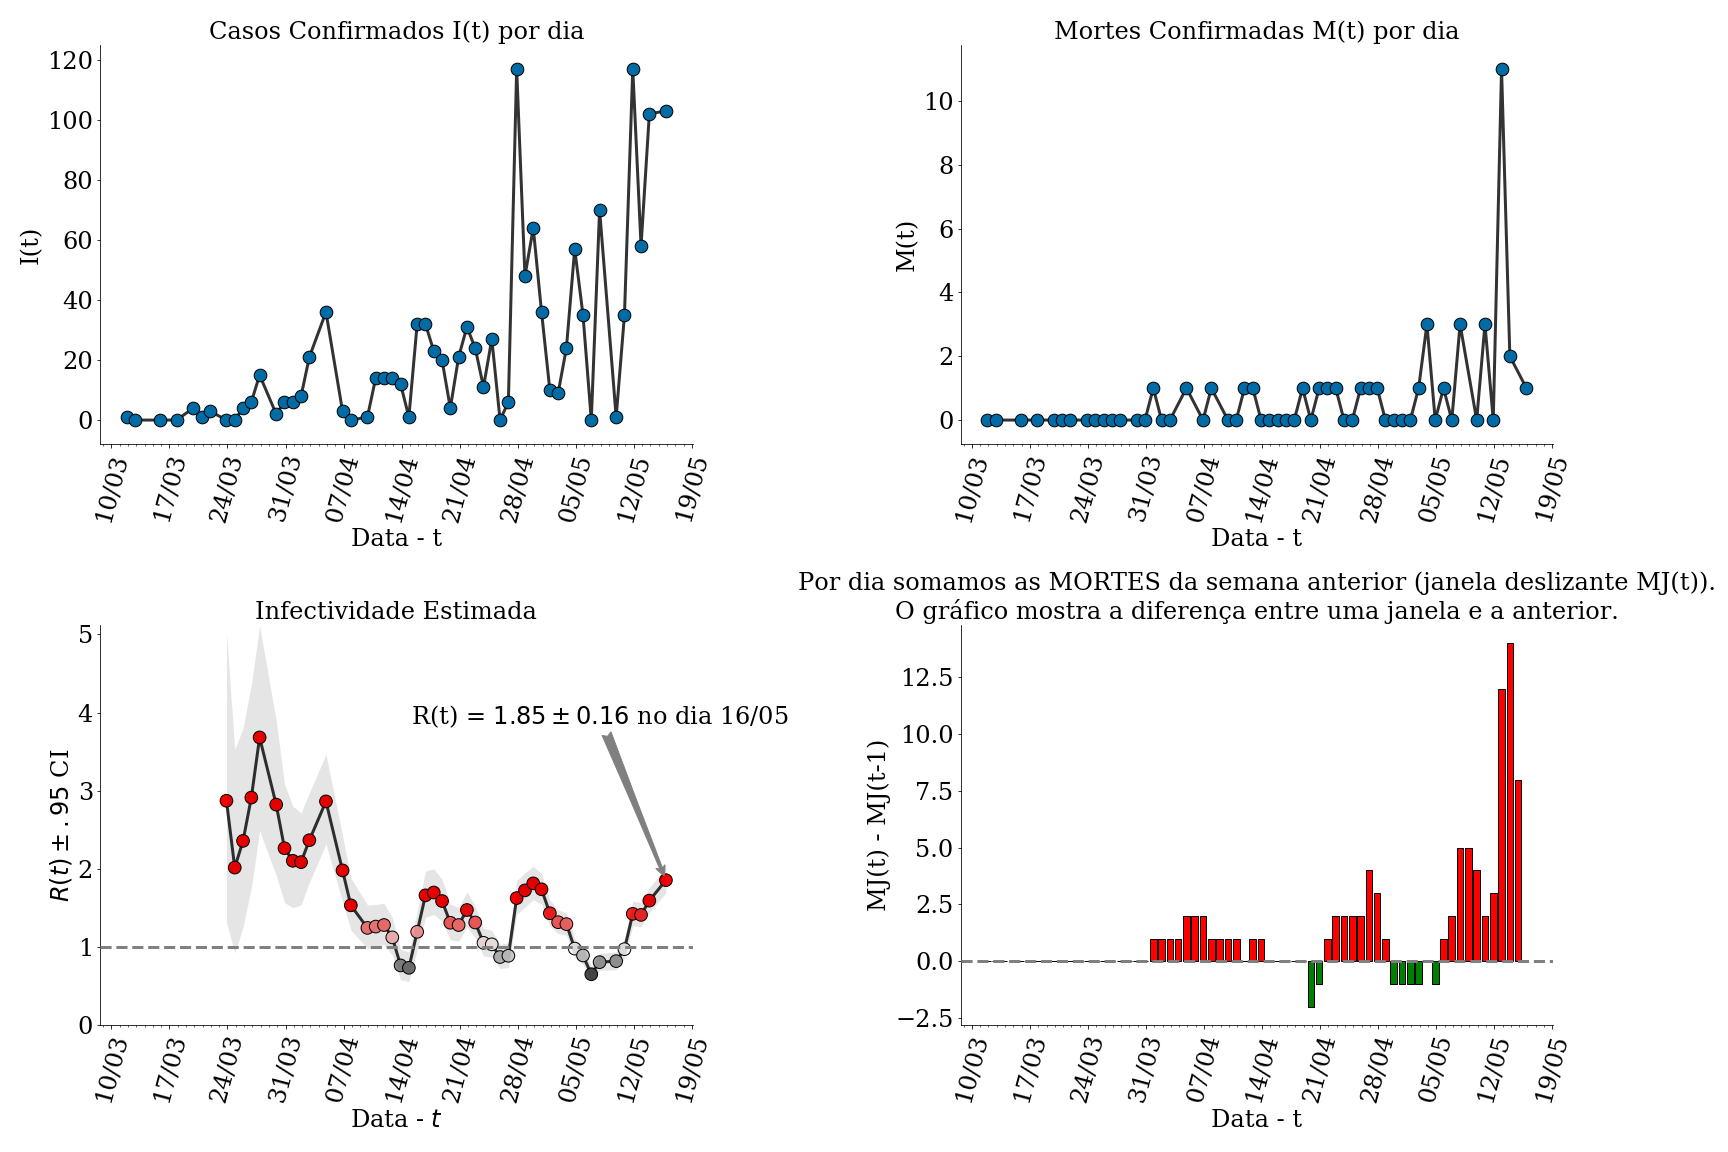 Casos Confirmados I(t) por dia
I(t)
120
100
80
60
40
20
0
10/03 17/03 24/03 31/03 07/04 14/04 21/04 28/04 05/05 12/05 19/05
Data - t
Mortes Confirmadas M(t) por dia
M(t)
10
8
6
4
2
0
10/03 17/03 24/03 31/03 07/04 14/04 21/04 28/04 05/05 12/05 19/05
Data - t
Infectividade Estimada
R(t) ± .95 CI
5
4
3
2
1
0
R(t) = 1.85 ± 0.16 no dia 16/05
10/03 17/03 24/03 31/03 07/04 14/04 21/04 28/04 05/05 12/05 19/05
Data - t
Por dia somamos as MORTES da semana anterior (janela deslizante MJ(t)).
O gráfico mostra a diferença entre uma janela e a anterior.
MJ(t) - MJ(t-1)
12.5
10.0
7.5
5.0
2.5
0.0
−2.5
10/03 17/03 24/03 31/03 07/04 14/04 21/04 28/04 05/05 12/05 19/05
Data - t